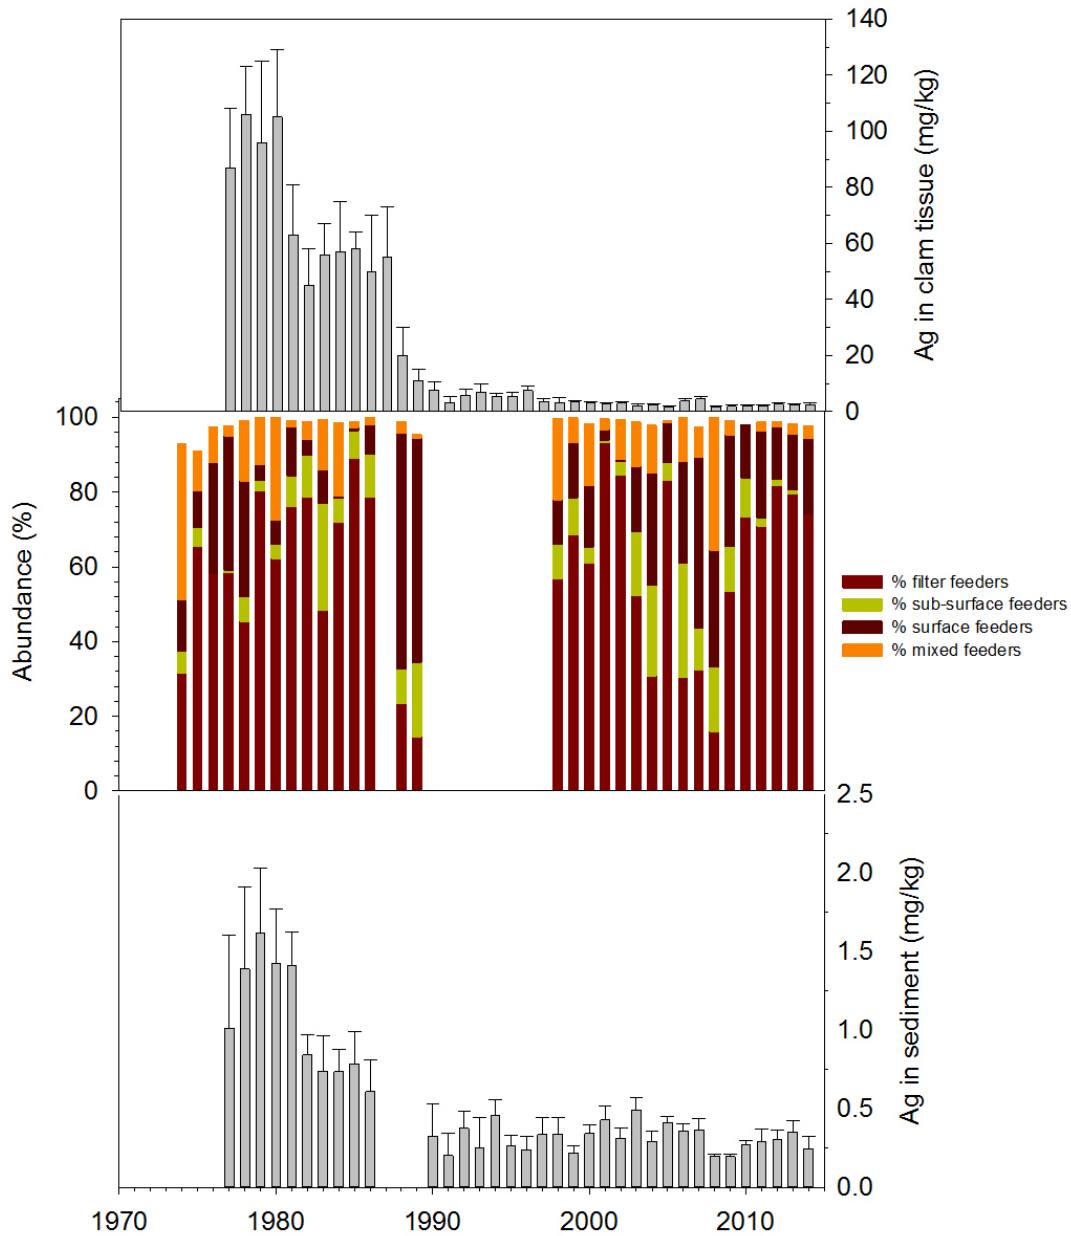 140
120
100
80
60
40
20
0
Ag in clam tissue (mg/kg)
100
80
60
40
20
0
Abundance (%)
% filter feeders
% sub-surface feeders
% surface feeders
% mixed feeders
2.5
2.0
1.5
1.0
0.5
0.0
Ag in sediment (mg/kg)
1970 1980 1990 2000 2010